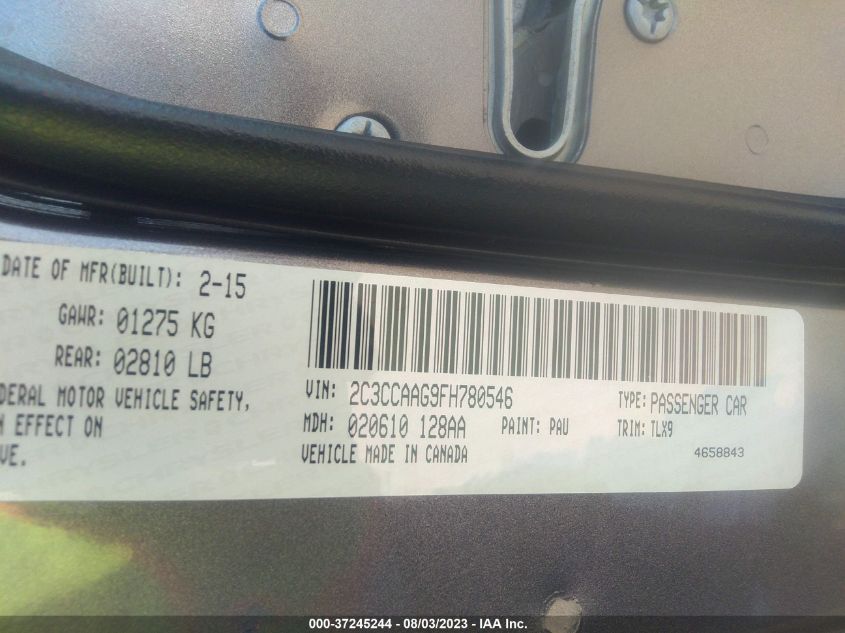 DATE OF MFR(BUILT): 2-15
GAWR: 01275 KG
REAR: 02810 LB
DERAL MOTOR VEHICLE SAFETY,
N EFFECT ON
VE.
VIN: 2C3CCAAG9FH780546
TYPE: PASSENGER CAR
MDH: 020610 128AA
PAINT: PAU
TRIM: TLX9
VEHICLE MADE IN CANADA
4658843
000-37245244 - 08/03/2023 - IAA Inc.